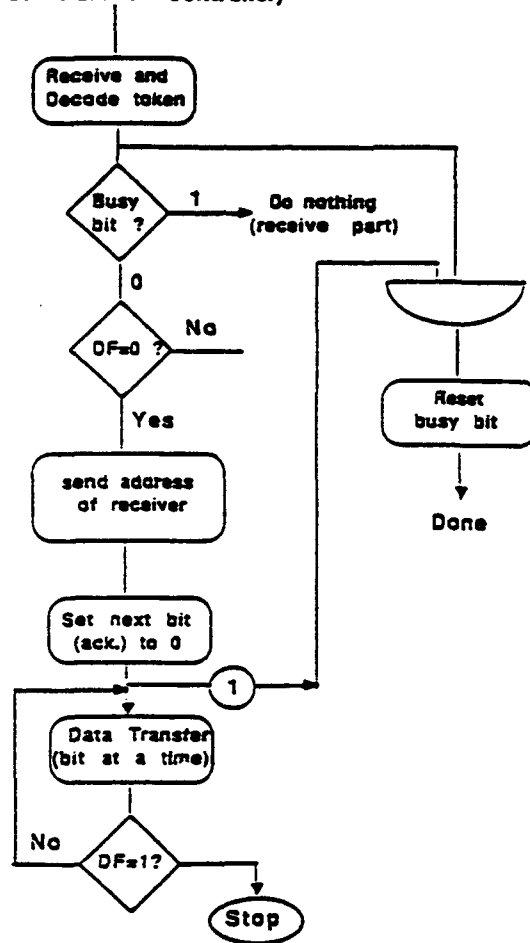 Receive and
Decode token
Busy
bit ?
1
Do nothing
(receive part)
0
DF=0 ?
No
Yes
send address
of receiver
Reset
busy bit
Done
Set next bit
(ack.) to 0
1
Data Transfer
(bit at a time)
No
DF=1?
Stop